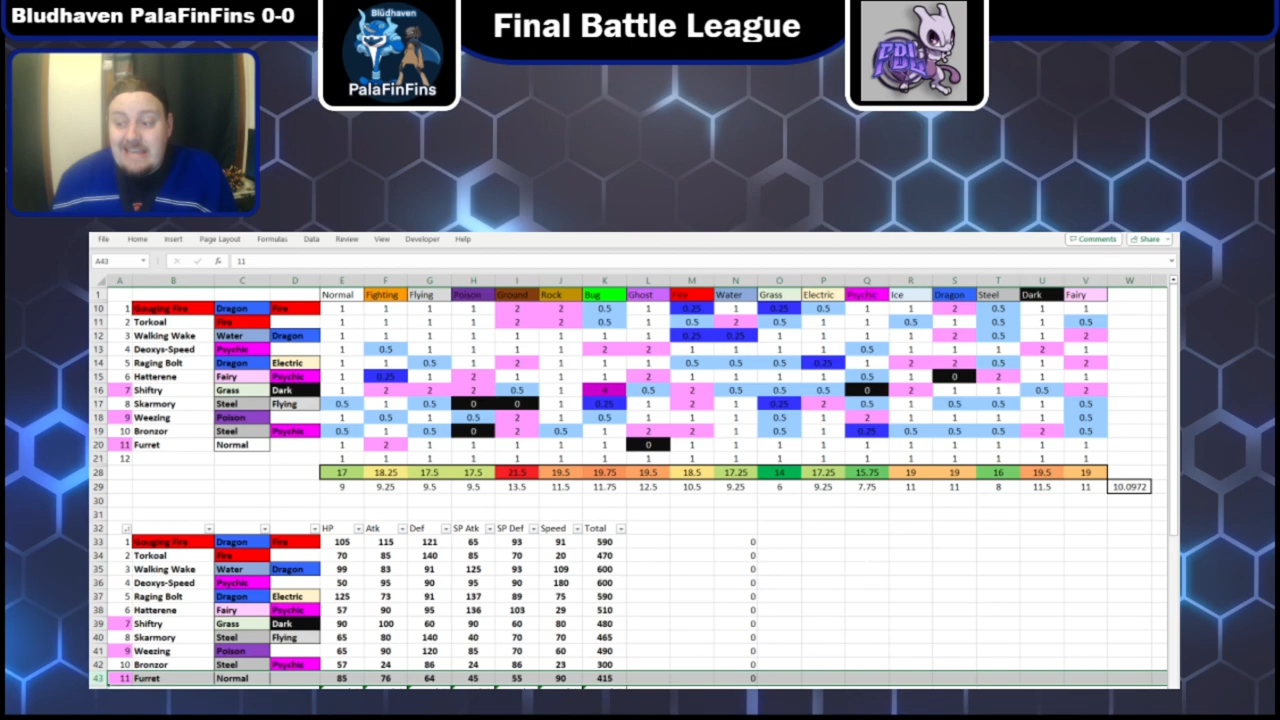 Bludhaven PalaFinFins 0-0
Blüdhaven
PalaFinFins
Final Battle League
FBL
File Home Insert Page Layout Formulas Data Review View Developer Help Comments Share
A43 fx 11
A B C D E F G H I J K L M N O P Q R S T U V W
1 Normal Fighting Flying Poison Ground Rock Bug Ghost Fire Water Grass Electric Psychic Ice Dragon Steel Dark Fairy
10 1 Gouging Fire Dragon Fire 1 1 1 1 2 2 0.5 1 0.25 1 0.25 0.5 1 1 2 0.5 1 1
11 2 Torkoal Fire 1 1 1 1 2 2 0.5 1 0.5 2 0.5 1 1 0.5 1 0.5 1 0.5
12 3 Walking Wake Water Dragon 1 1 1 1 1 1 1 1 0.25 0.25 1 1 1 1 2 0.5 1 2
13 4 Deoxys-Speed Psychic 1 0.5 1 1 1 1 2 2 1 1 1 1 0.5 1 1 1 2 1
14 5 Raging Bolt Dragon Electric 1 1 0.5 1 2 1 1 1 0.5 0.5 0.5 0.25 1 2 2 0.5 1 2
15 6 Hatterene Fairy Psychic 1 0.25 1 2 1 1 1 2 1 1 1 1 0.5 1 0 2 1 1
16 7 Shiftry Grass Dark 1 2 2 2 0.5 1 4 0.5 2 0.5 0.5 0.5 0 2 1 1 0.5 2
17 8 Skarmory Steel Flying 0.5 1 0.5 0 0 1 0.25 1 2 1 0.25 2 0.5 1 0.5 0.5 1 0.5
18 9 Weezing Poison 1 0.5 1 0.5 2 1 0.5 1 1 1 0.5 1 2 1 1 1 1 0.5
19 10 Bronzor Steel Psychic 0.5 1 0.5 0 2 0.5 1 2 2 1 0.5 1 0.25 0.5 0.5 0.5 2 0.5
20 11 Furret Normal 1 2 1 1 1 1 1 0 1 1 1 1 1 1 1 1 1 1
21 12 1 1 1 1 1 1 1 1 1 1 1 1 1 1 1 1 1 1
28 17 18.25 17.5 17.5 21.5 19.5 19.75 19.5 18.5 17.25 14 17.25 15.75 19 19 16 19.5 19
29 9 9.25 9.5 9.5 13.5 11.5 11.75 12.5 10.5 9.25 6 9.25 7.75 11 11 8 11.5 11 10.0972
30
31
32 HP Atk Def SP Atk SP Def Speed Total
33 1 Gouging Fire Dragon Fire 105 115 121 65 93 91 590 0
34 2 Torkoal Fire 70 85 140 85 70 20 470 0
35 3 Walking Wake Water Dragon 99 83 91 125 93 109 600 0
36 4 Deoxys-Speed Psychic 50 95 90 95 90 180 600 0
37 5 Raging Bolt Dragon Electric 125 73 91 137 89 75 590 0
38 6 Hatterene Fairy Psychic 57 90 95 136 103 29 510 0
39 7 Shiftry Grass Dark 90 100 60 90 60 80 480 0
40 8 Skarmory Steel Flying 65 80 140 40 70 70 465 0
41 9 Weezing Poison 65 90 120 85 70 60 490 0
42 10 Bronzor Steel Psychic 57 24 86 24 86 23 300 0
43 11 Furret Normal 85 76 64 45 55 90 415 0